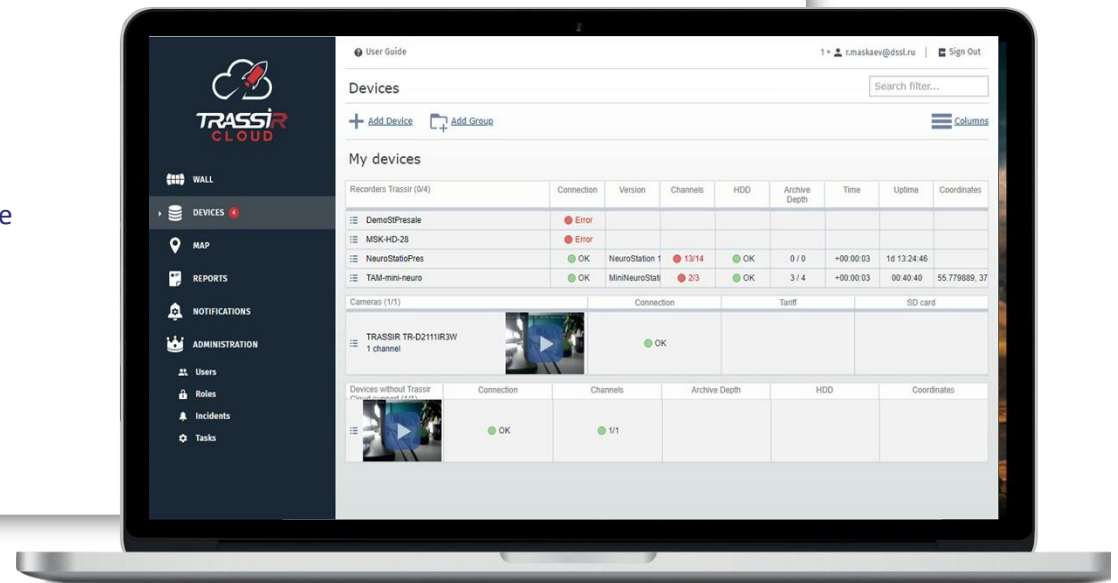 e
2
User Guide
1 • r.maskaev@dssl.ru | Sign Out
TRASSIR
CLOUD
Devices
Search filter...
Add Device Add Group Columns
My devices
WALL
DEVICES 4
MAP
REPORTS
NOTIFICATIONS
ADMINISTRATION
Users
Roles
Incidents
Tasks
Recorders Trassir (0/4) Connection Version Channels HDD Archive Depth Time Uptime Coordinates
DemoStPresale Error
MSK-HD-28 Error
NeuroStatioPres OK NeuroStation 1 13/14 OK 0 / 0 +00:00:03 1d 13:24:46
TAM-mini-neuro OK MiniNeuroStati 2/3 OK 3 / 4 +00:00:03 00:40:40 55.779889, 37
Cameras (1/1) Connection Tariff SD card
TRASSIR TR-D2111IR3W OK
1 channel
Devices without Trassir Connection Channels Archive Depth HDD Coordinates
Cloud support (1/1)
OK 1/1